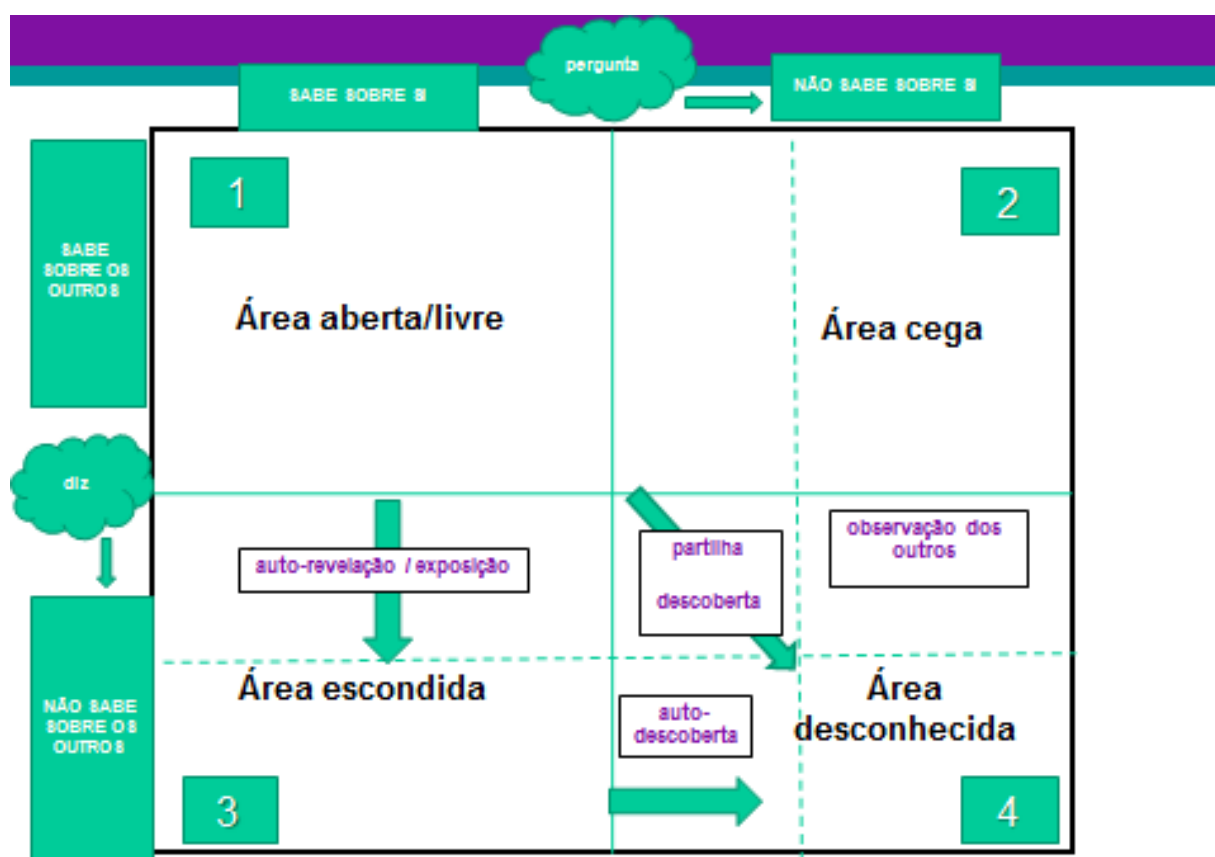 pergunta
SABE SOBRE SI
NÃO SABE SOBRE SI
1
2
SABE
SOBRE OS
OUTROS
Área aberta/livre
Área cega
diz
auto-revelação / exposição
partilha
descoberta
observação dos
outros
Área escondida
Área
desconhecida
NÃO SABE
SOBRE OS
OUTROS
auto-
descoberta
3
4